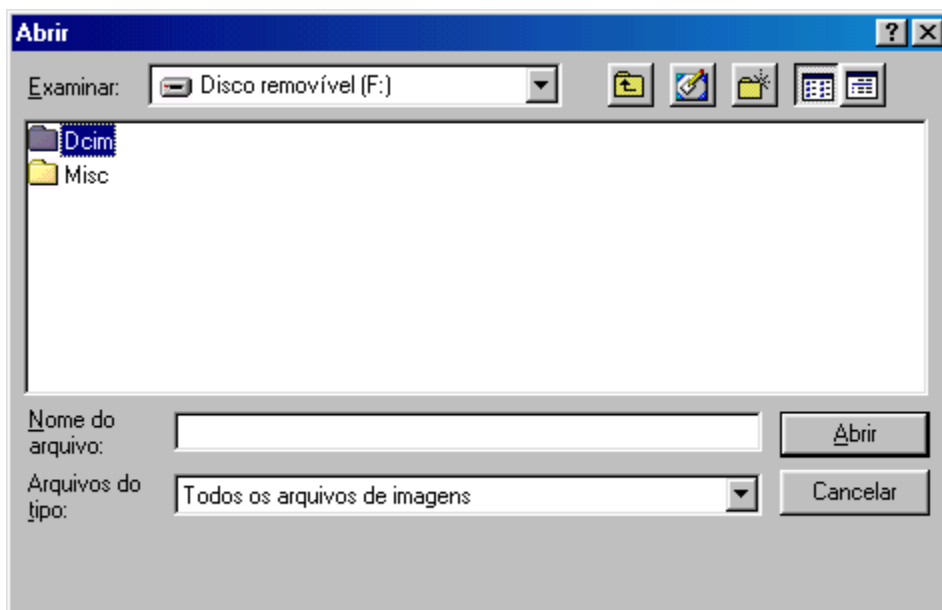 Abrir
Examinar: Disco removível (F:)
Dcim
Misc
Nome do
arquivo:
Abrir
Arquivos do
tipo:
Todos os arquivos de imagens
Cancelar